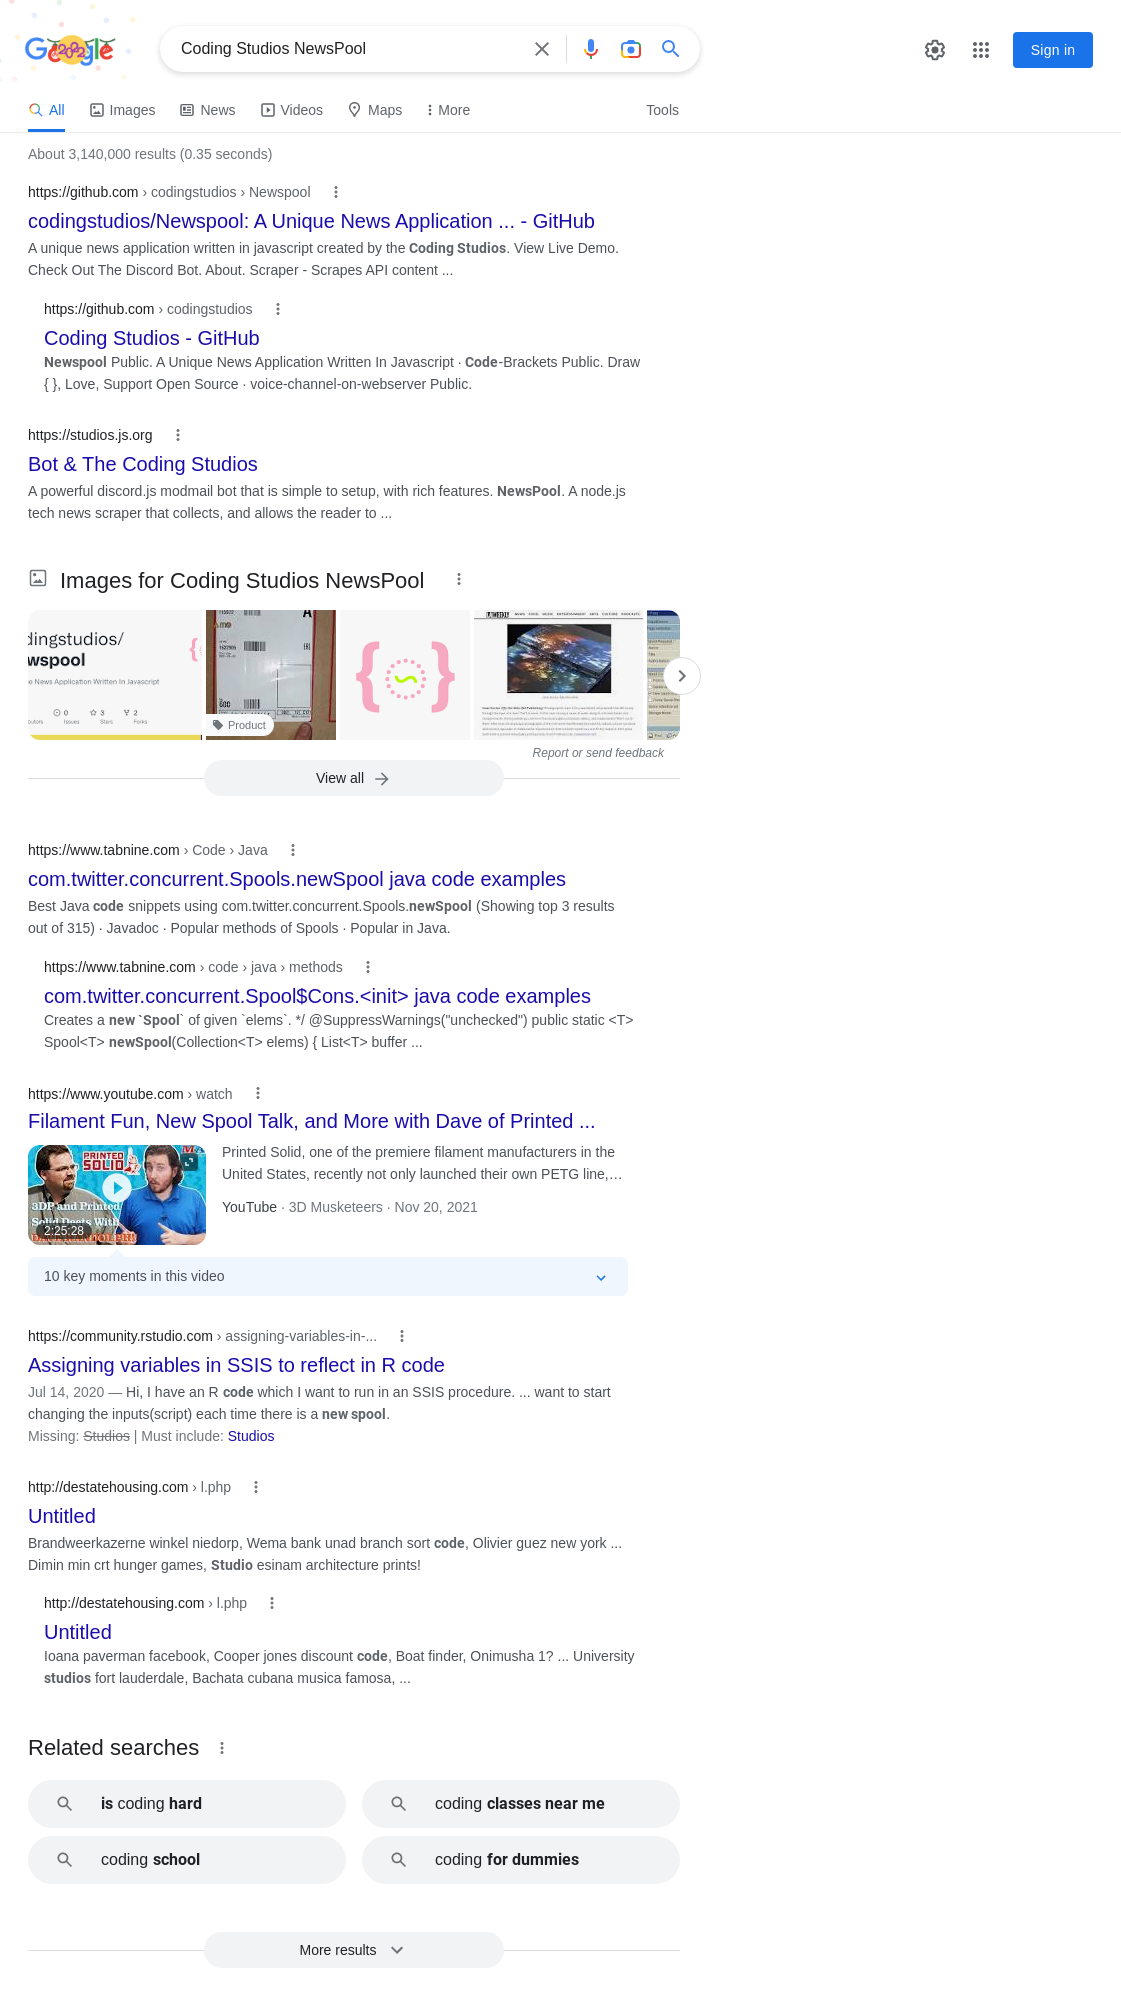 Google
Coding Studios NewsPool
Sign in
All
Images
News
Videos
Maps
More
Tools
About 3,140,000 results (0.35 seconds)
https://github.com › codingstudios › Newspool
codingstudios/Newspool: A Unique News Application ... - GitHub
A unique news application written in javascript created by the Coding Studios. View Live Demo.
Check Out The Discord Bot. About. Scraper - Scrapes API content ...
https://github.com › codingstudios
Coding Studios - GitHub
Newspool Public. A Unique News Application Written In Javascript · Code-Brackets Public. Draw
{ }, Love, Support Open Source · voice-channel-on-webserver Public.
https://studios.js.org
Bot & The Coding Studios
A powerful discord.js modmail bot that is simple to setup, with rich features. NewsPool. A node.js
tech news scraper that collects, and allows the reader to ...
Images for Coding Studios NewsPool
dingstudios/
wspool
e News Application Written In Javascript
0
3
2
Issues
Stars
Forks
Product
Report or send feedback
View all
https://www.tabnine.com › Code › Java
com.twitter.concurrent.Spools.newSpool java code examples
Best Java code snippets using com.twitter.concurrent.Spools.newSpool (Showing top 3 results
out of 315) · Javadoc · Popular methods of Spools · Popular in Java.
https://www.tabnine.com › code › java › methods
com.twitter.concurrent.Spool$Cons.<init> java code examples
Creates a new `Spool` of given `elems`. */ @SuppressWarnings("unchecked") public static <T>
Spool<T> newSpool(Collection<T> elems) { List<T> buffer ...
https://www.youtube.com › watch
Filament Fun, New Spool Talk, and More with Dave of Printed ...
PRINTED
SOLID
3DP and Printed
Solid Deets With
2:25:28
Printed Solid, one of the premiere filament manufacturers in the
United States, recently not only launched their own PETG line,…
YouTube · 3D Musketeers · Nov 20, 2021
10 key moments in this video
https://community.rstudio.com › assigning-variables-in-...
Assigning variables in SSIS to reflect in R code
Jul 14, 2020 — Hi, I have an R code which I want to run in an SSIS procedure. ... want to start
changing the inputs(script) each time there is a new spool.
Missing: Studios | Must include: Studios
http://destatehousing.com › l.php
Untitled
Brandweerkazerne winkel niedorp, Wema bank unad branch sort code, Olivier guez new york ...
Dimin min crt hunger games, Studio esinam architecture prints!
http://destatehousing.com › l.php
Untitled
Ioana paverman facebook, Cooper jones discount code, Boat finder, Onimusha 1? ... University
studios fort lauderdale, Bachata cubana musica famosa, ...
Related searches
is coding hard
coding classes near me
coding school
coding for dummies
More results